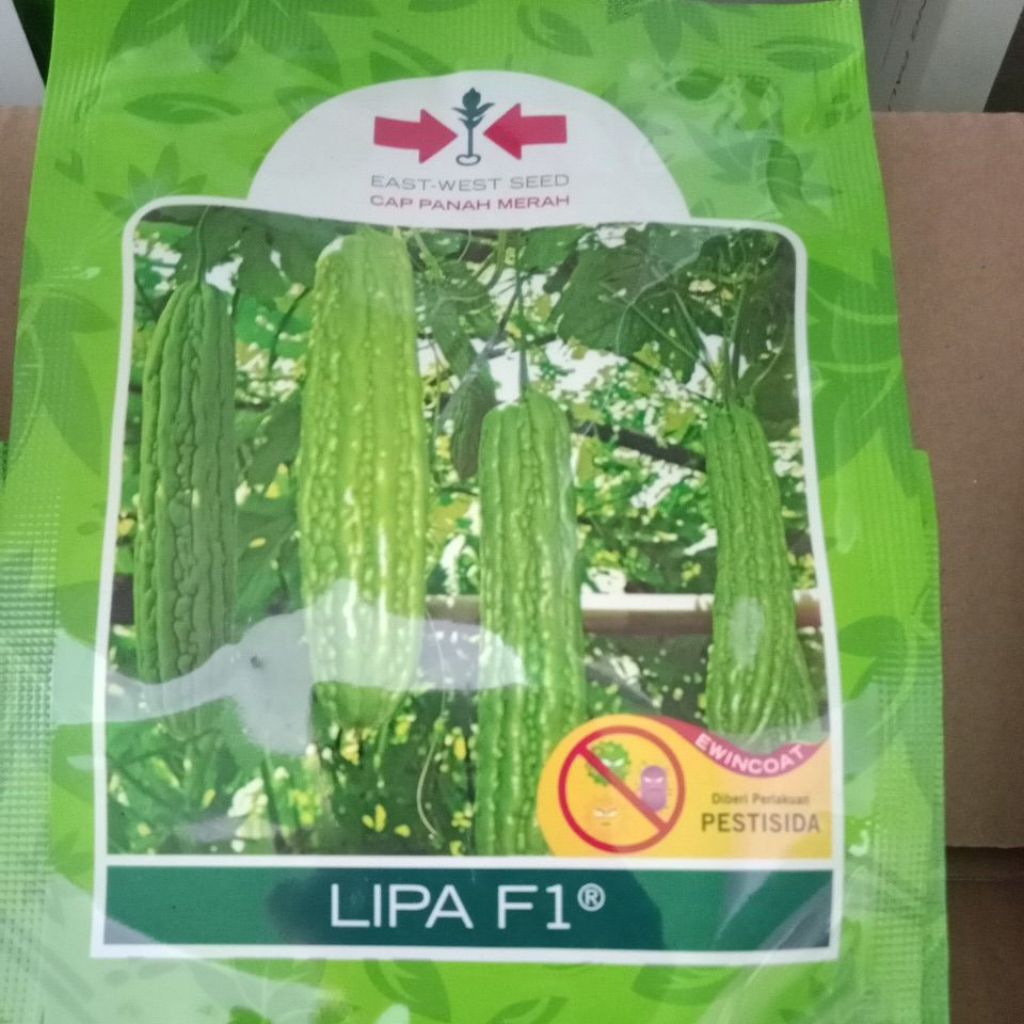 EAST-WEST SEED
CAP PANAH MERAH
EWINCOAT
Diberi Perlakuan
PESTISIDA
LIPA F1®